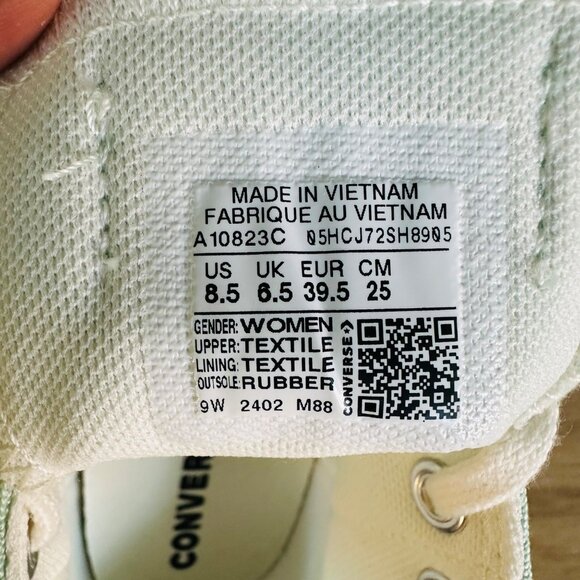 MADE IN VIETNAM
FABRIQUE AU VIETNAM
A10823C 05HCJ72SH8905
US UK EUR CM
8.5 6.5 39.5 25
GENDER: WOMEN
UPPER: TEXTILE
LINING: TEXTILE
OUTSOLE: RUBBER
9W 2402 M88
CONVERSE
CONVER